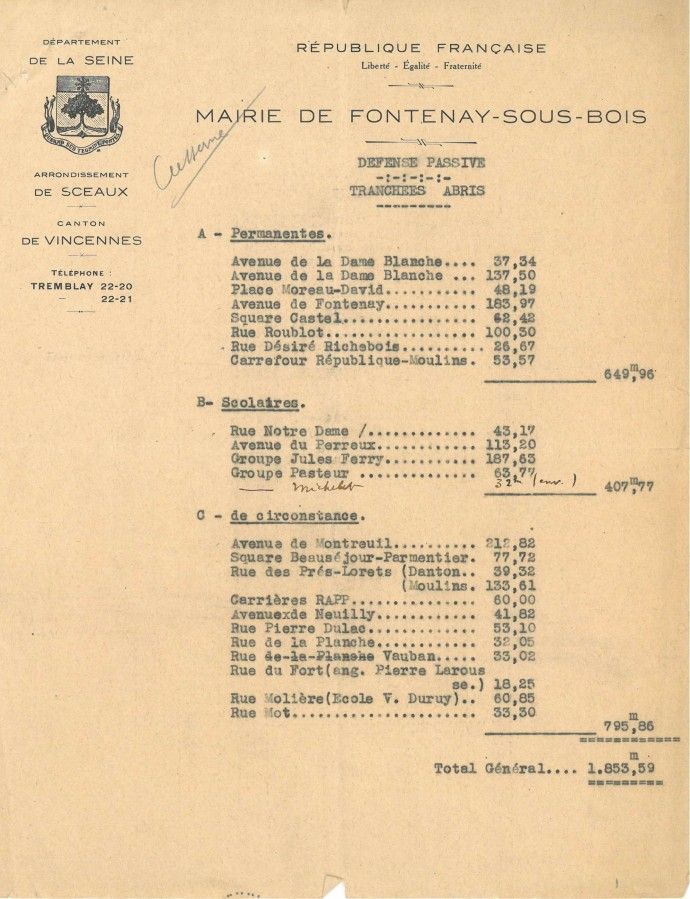 DÉPARTEMENT
DE LA SEINE
ARRONDISSEMENT
DE SCEAUX
CANTON
DE VINCENNES
TÉLÉPHONE :
TREMBLAY 22-20
— 22-21
RÉPUBLIQUE FRANÇAISE
Liberté - Égalité - Fraternité
MAIRIE DE FONTENAY-SOUS-BOIS
DEFENSE PASSIVE
-:-:-:-:-
TRANCHEES ABRIS
---------
A - Permanentes.
Avenue de la Dame Blanche.... 37,34
Avenue de la Dame Blanche ... 137,50
Place Moreau-David........... 48,19
Avenue de Fontenay........... 183,97
Square Castel................ 62,42
Rue Roublot.................. 100,30
Rue Désiré Richebois......... 26,67
Carrefour République-Moulins. 53,57
649,m96
B- Scolaires.
Rue Notre Dame /............. 43,17
Avenue du Perreux............ 113,20
Groupe Jules Ferry........... 187,63
Groupe Pasteur .............. 63,77
— Michelet 32m (env.)
407,m77
C - de circonstance.
Avenue de Montreuil.......... 212,82
Square Beauséjour-Parmentier. 77,72
Rue des Prés-Lorets (Danton.. 39,32
(Moulins. 133,61
Carrières RAPP............... 60,00
Avenuexde Neuilly............ 41,82
Rue Pierre Dulac............. 53,10
Rue de la Planche............ 32,05
Rue de-la-Planche Vauban..... 33,02
Rue du Fort(ang. Pierre Larous
se.) 18,25
Rue Molière(Ecole V. Duruy).. 60,85
Rue Mot...................... 33,30
m
795,86
===========
m
Total Général.... 1.853,59
========